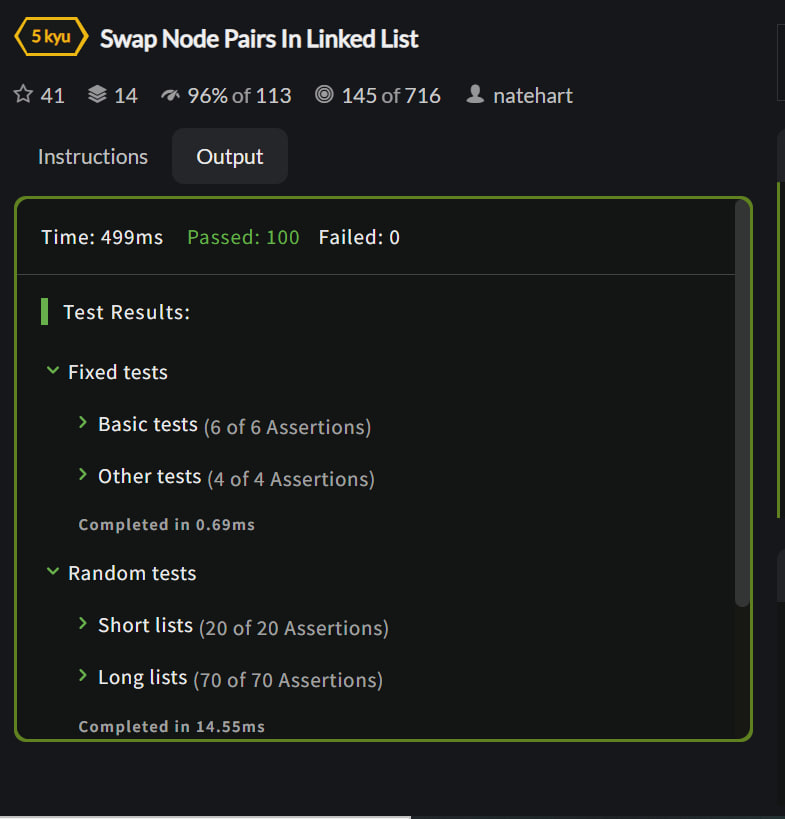 5 kyu Swap Node Pairs In Linked List
41 14 96% of 113 145 of 716 natehart
Instructions Output
Time: 499ms Passed: 100 Failed: 0
Test Results:
Fixed tests
Basic tests (6 of 6 Assertions)
Other tests (4 of 4 Assertions)
Completed in 0.69ms
Random tests
Short lists (20 of 20 Assertions)
Long lists (70 of 70 Assertions)
Completed in 14.55ms